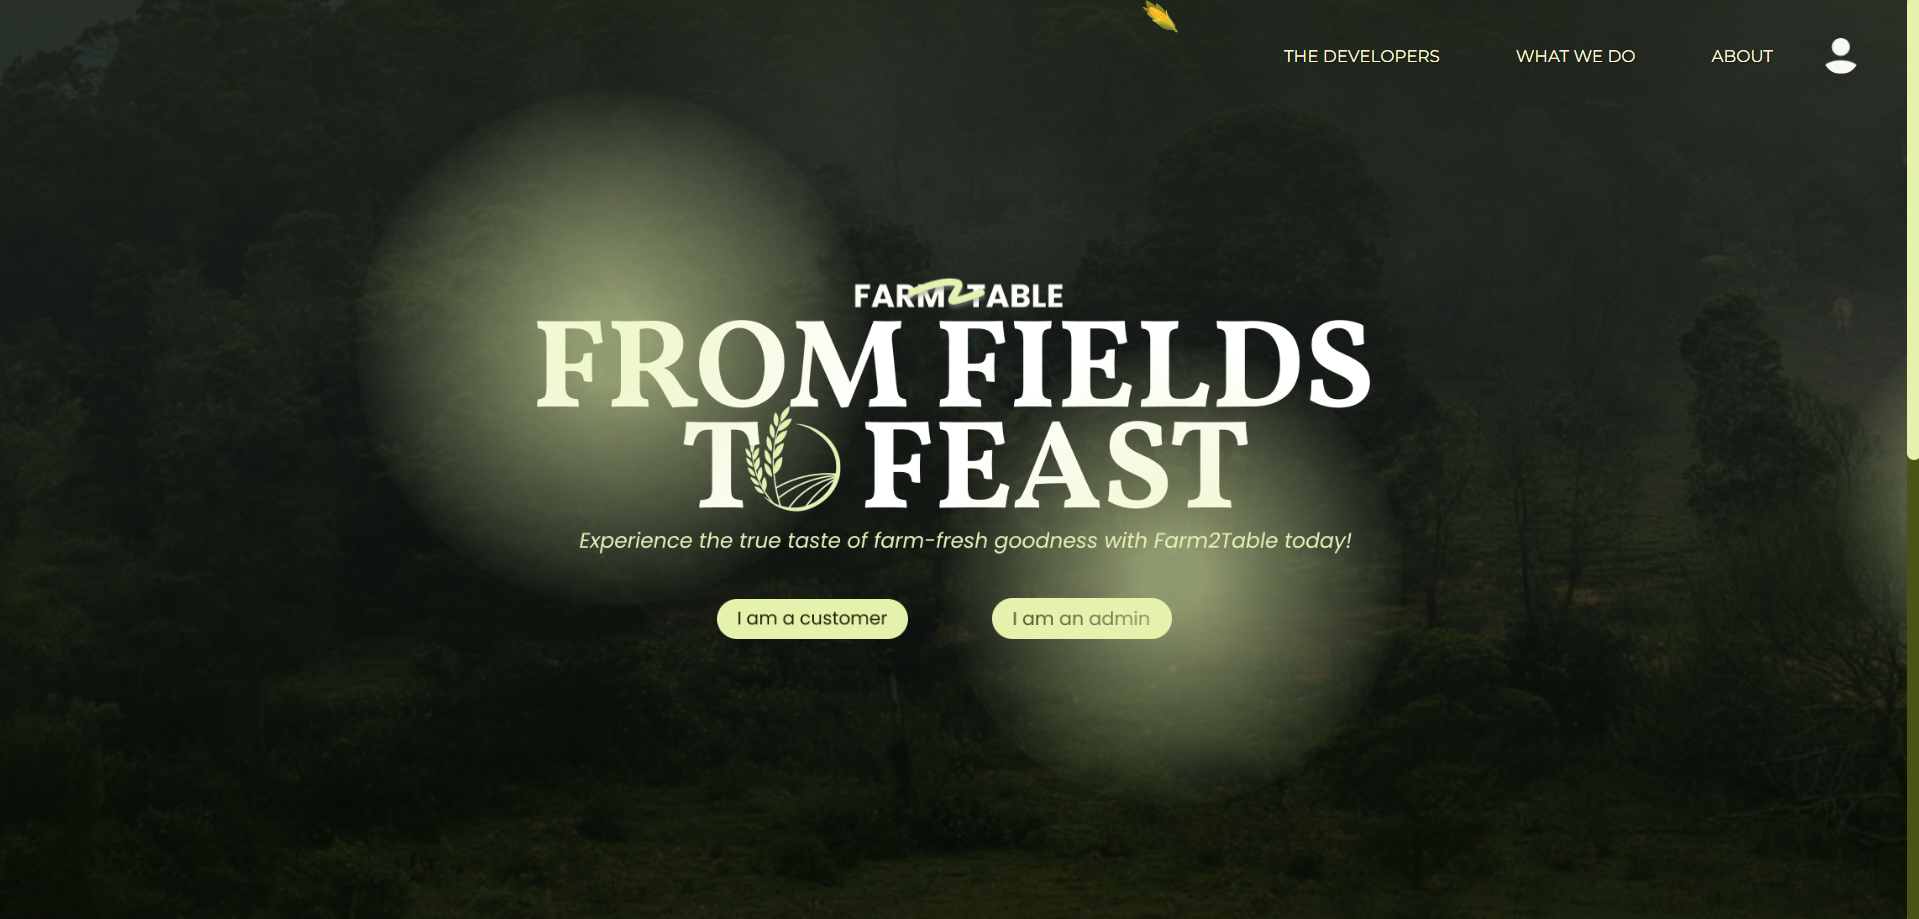 THE DEVELOPERS WHAT WE DO ABOUT
FARM2TABLE
FROM FIELDS
TO FEAST
Experience the true taste of farm-fresh goodness with Farm2Table today!
I am a customer I am an admin